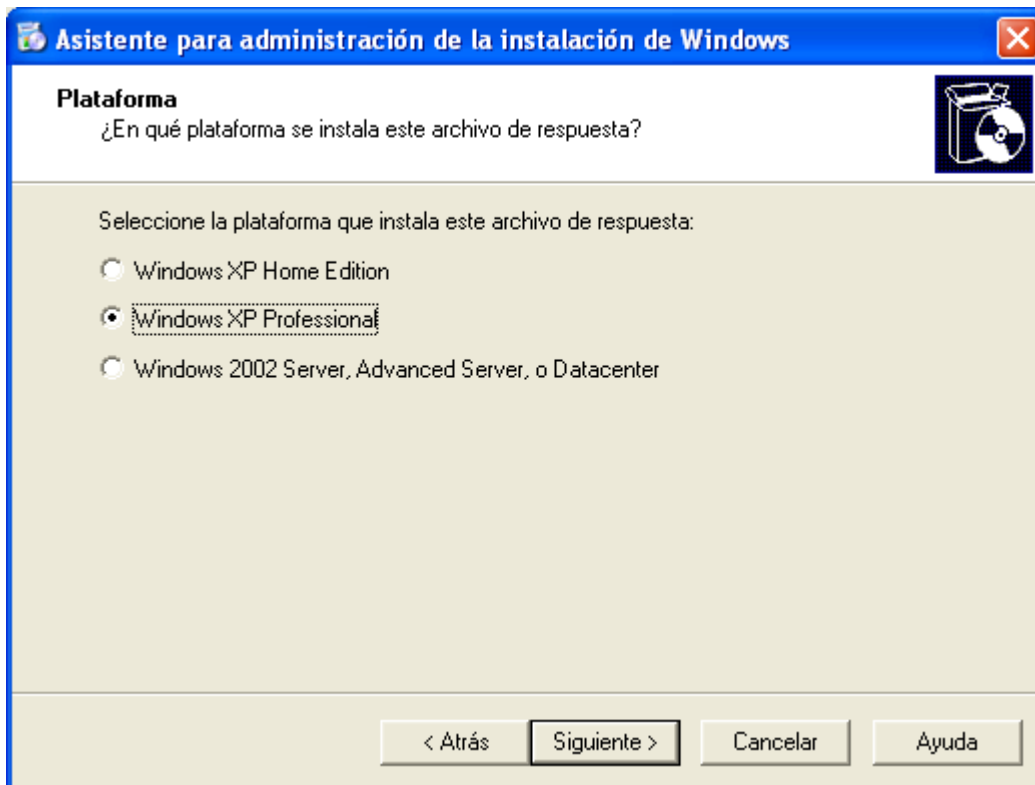 Asistente para administración de la instalación de Windows
Plataforma
¿En qué plataforma se instala este archivo de respuesta?
Seleccione la plataforma que instala este archivo de respuesta:
Windows XP Home Edition
Windows XP Professional
Windows 2002 Server, Advanced Server, o Datacenter
< Atrás
Siguiente >
Cancelar
Ayuda